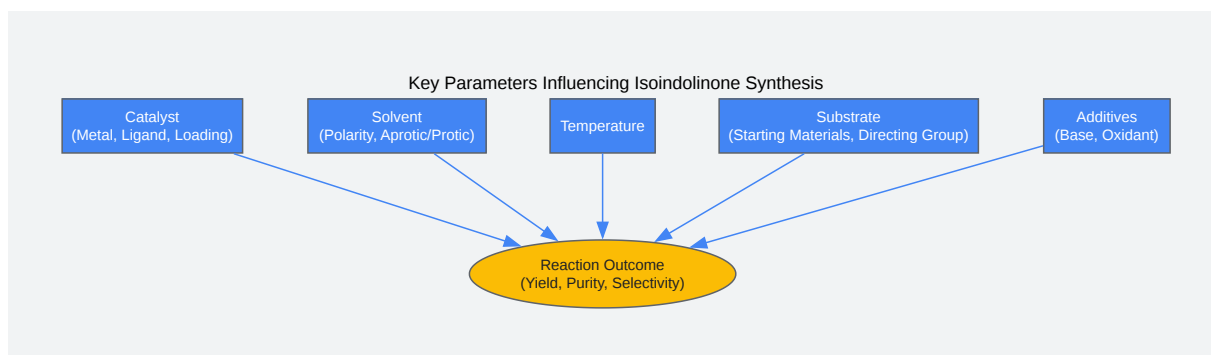 Key Parameters Influencing Isoindolinone Synthesis
Catalyst
(Metal, Ligand, Loading)
Solvent
(Polarity, Aprotic/Protic)
Temperature
Substrate
(Starting Materials, Directing Group)
Additives
(Base, Oxidant)
Reaction Outcome
(Yield, Purity, Selectivity)